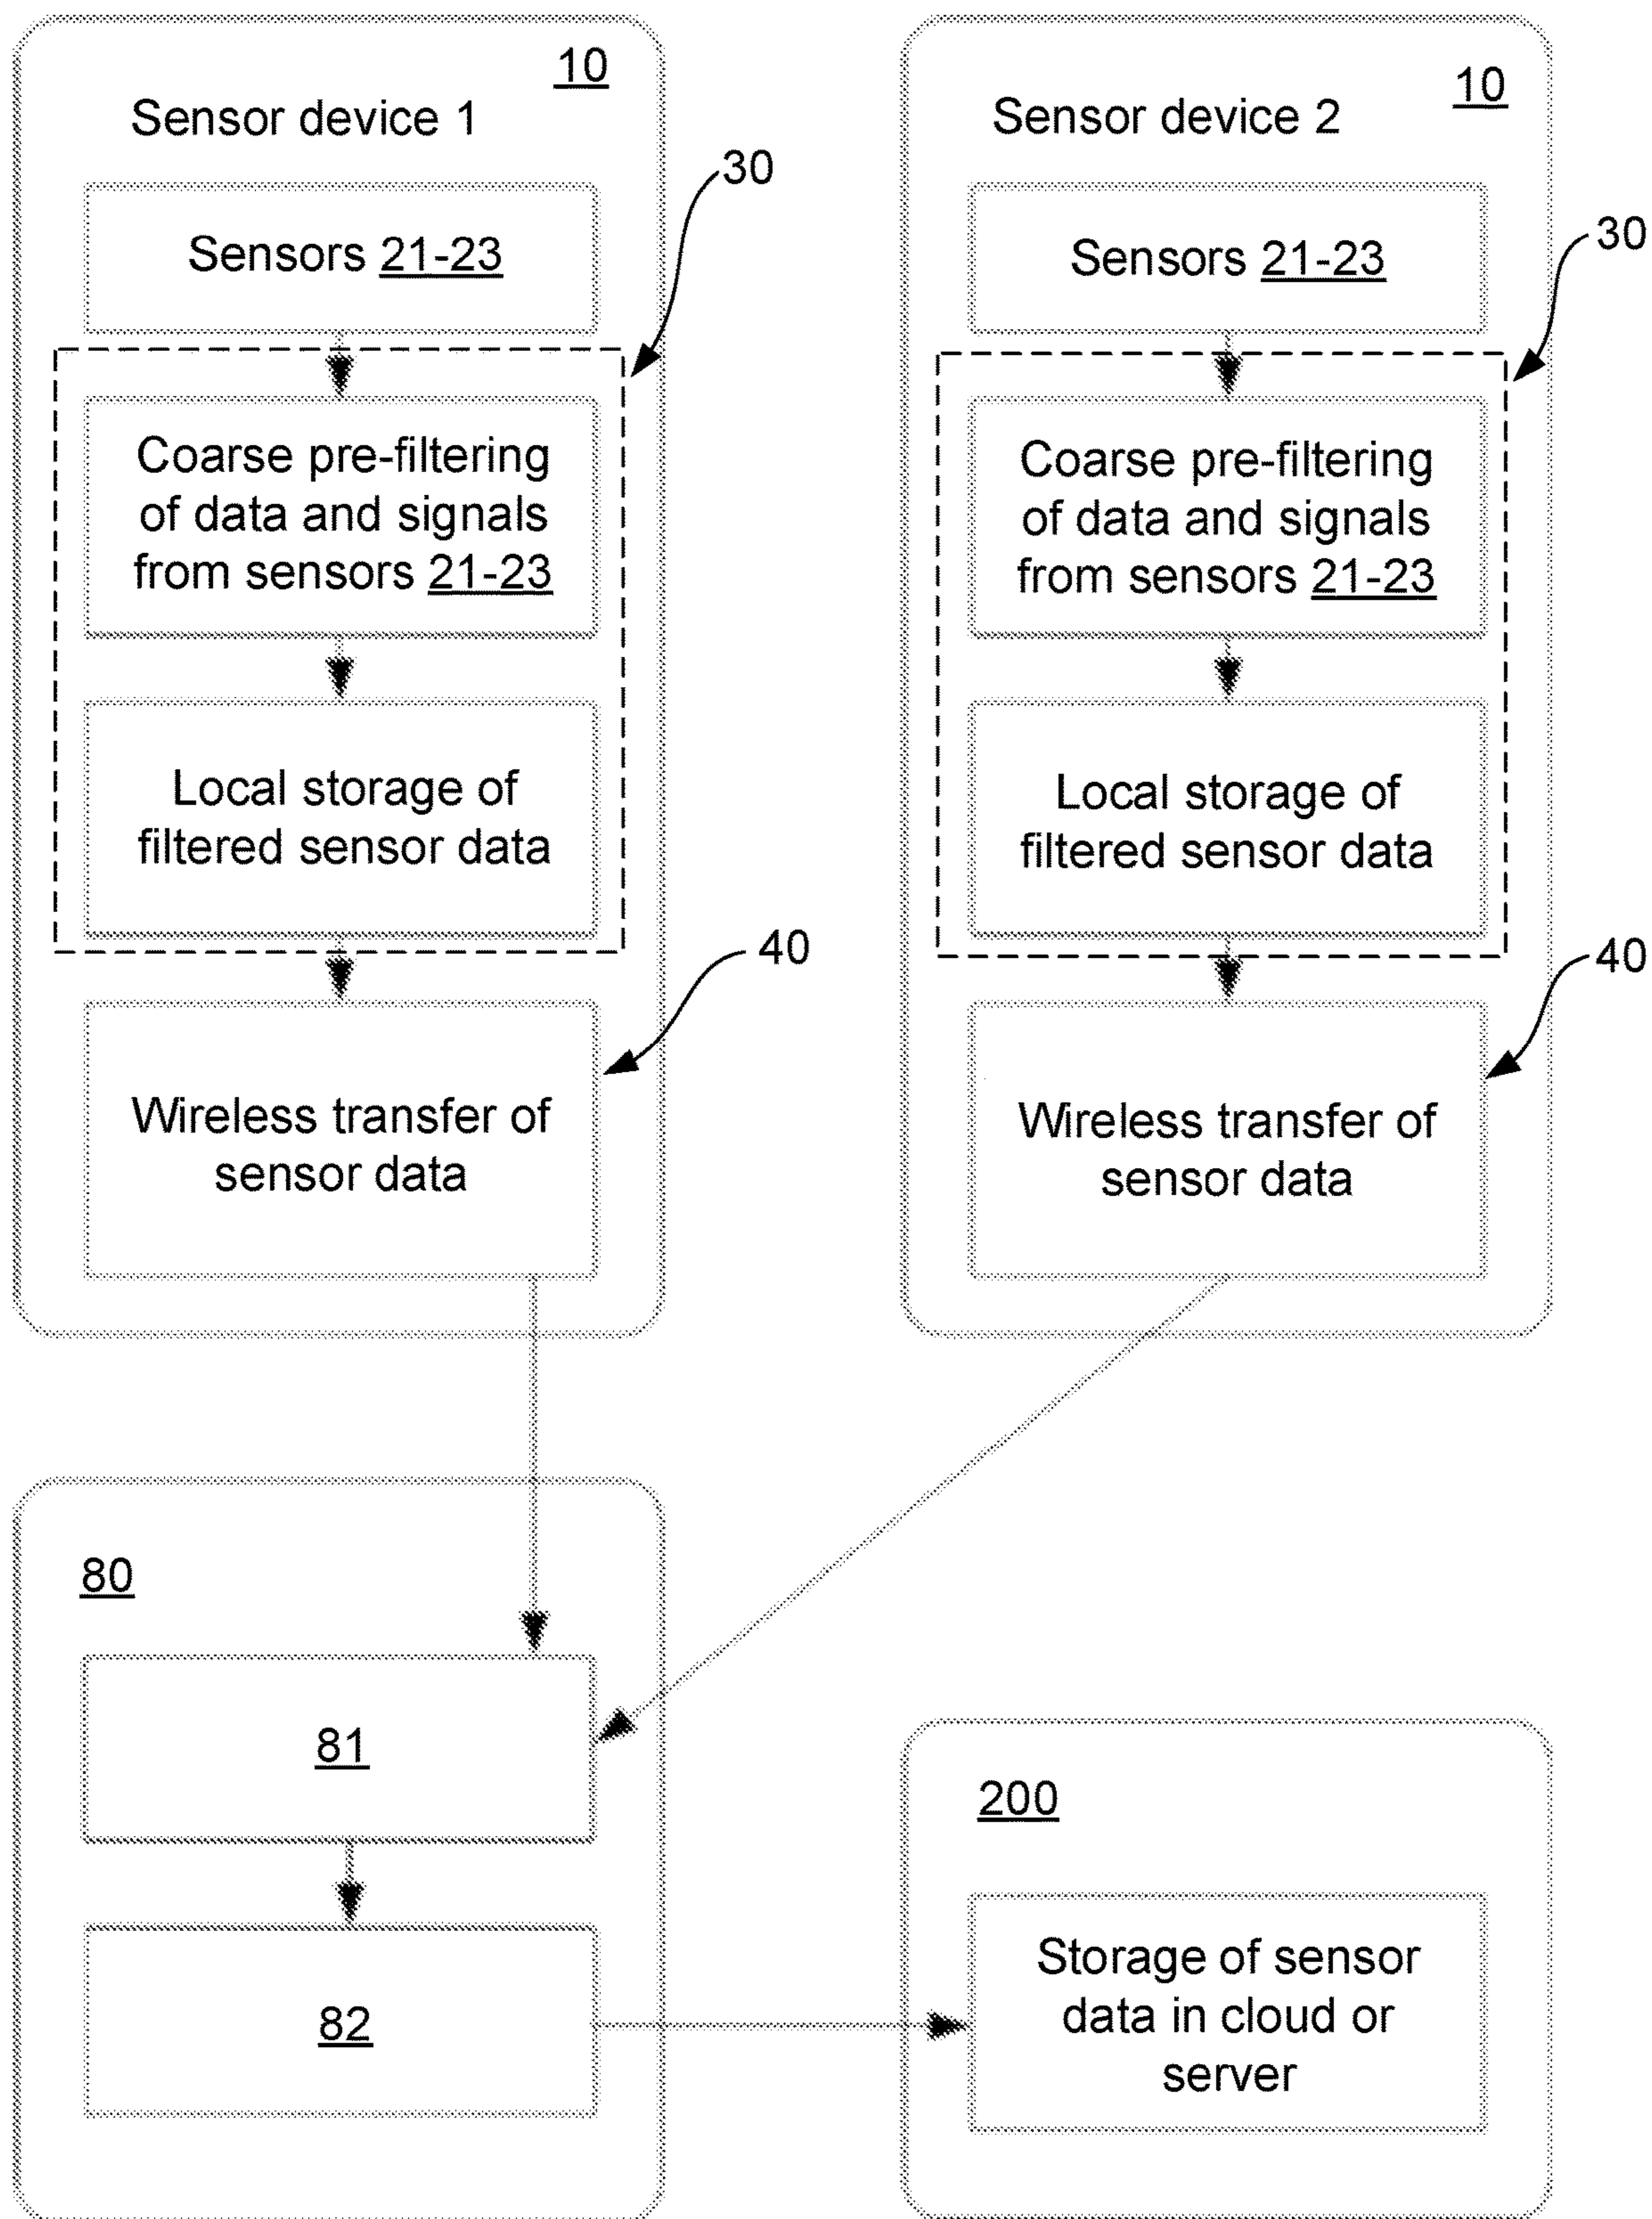 10
Sensor device 1
30
Sensors 21-23
Coarse pre-filtering
of data and signals
from sensors 21-23
Local storage of
filtered sensor data
40
Wireless transfer of
sensor data
10
Sensor device 2
30
Sensors 21-23
Coarse pre-filtering
of data and signals
from sensors 21-23
Local storage of
filtered sensor data
40
Wireless transfer of
sensor data
80
81
82
200
Storage of sensor
data in cloud or
server